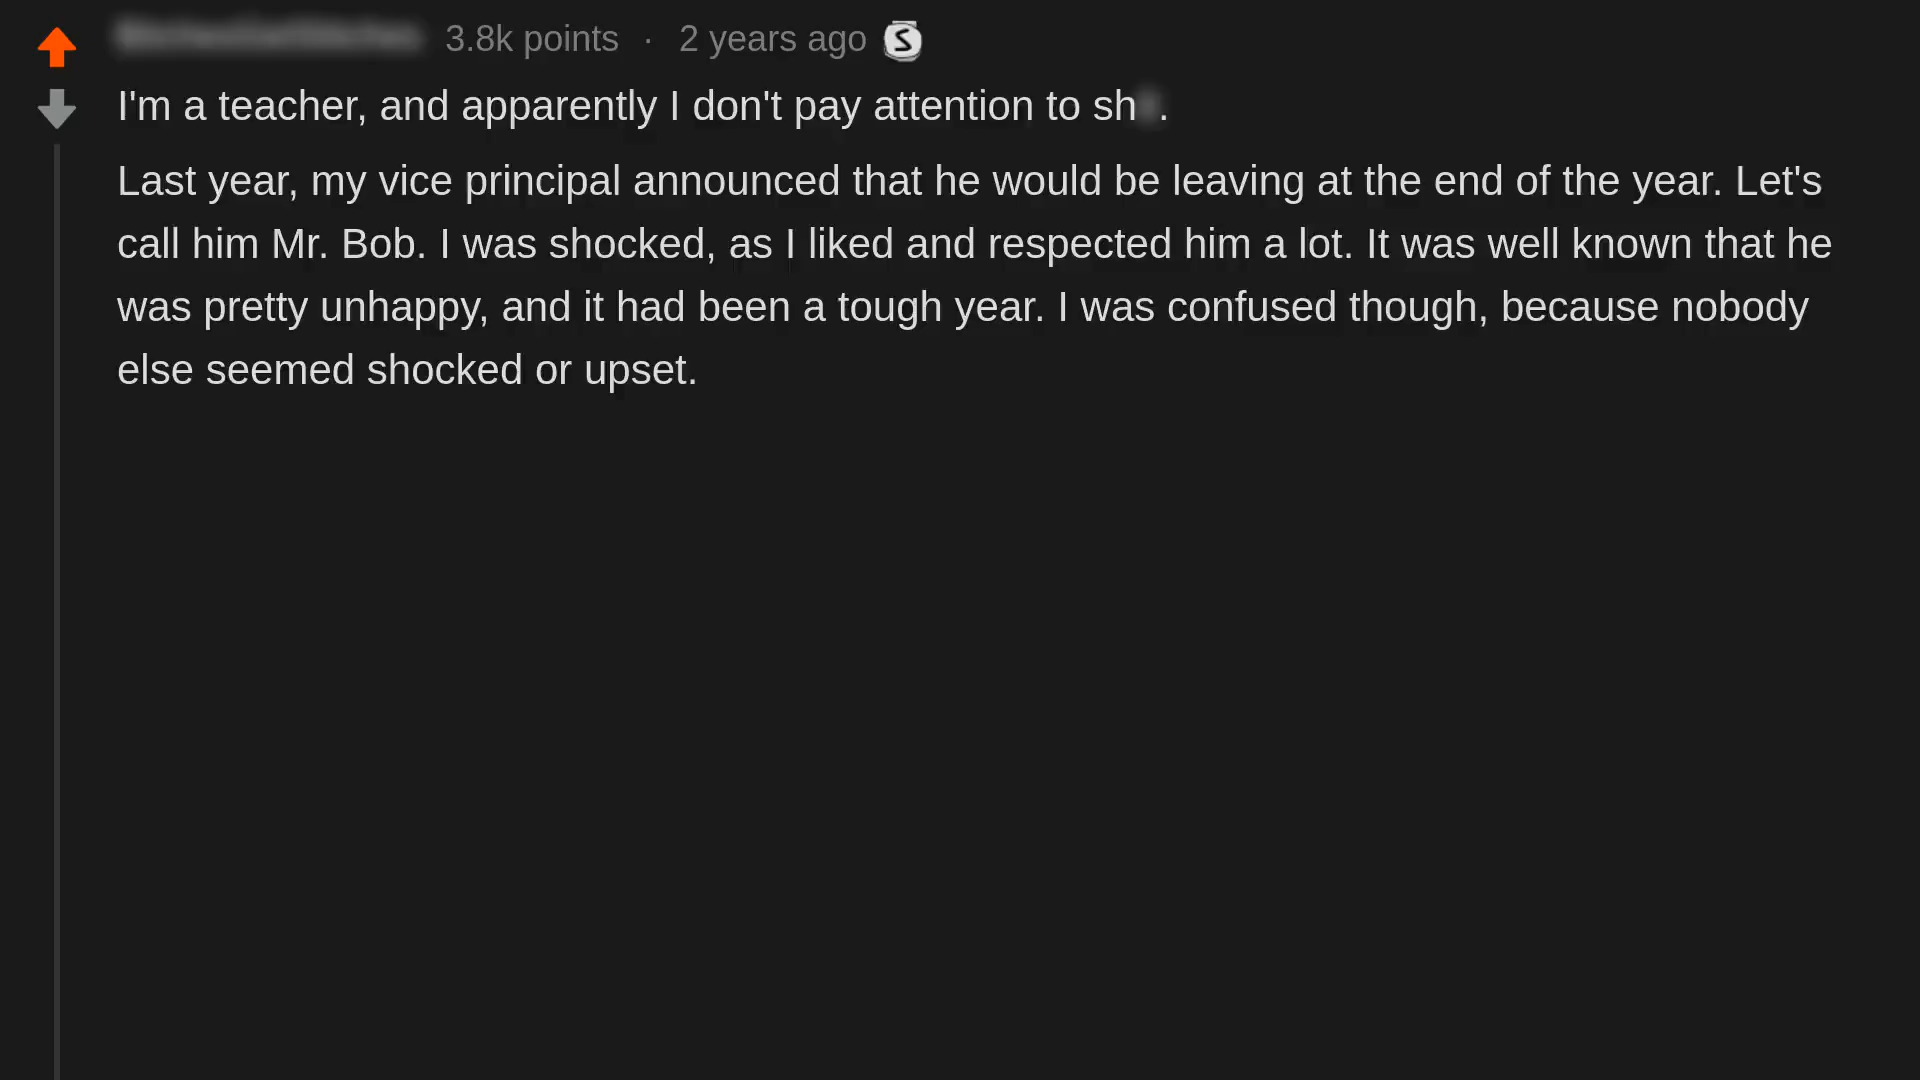 3.8k points · 2 years ago S
I'm a teacher, and apparently I don't pay attention to sh.
Last year, my vice principal announced that he would be leaving at the end of the year. Let's
call him Mr. Bob. I was shocked, as I liked and respected him a lot. It was well known that he
was pretty unhappy, and it had been a tough year. I was confused though, because nobody
else seemed shocked or upset.